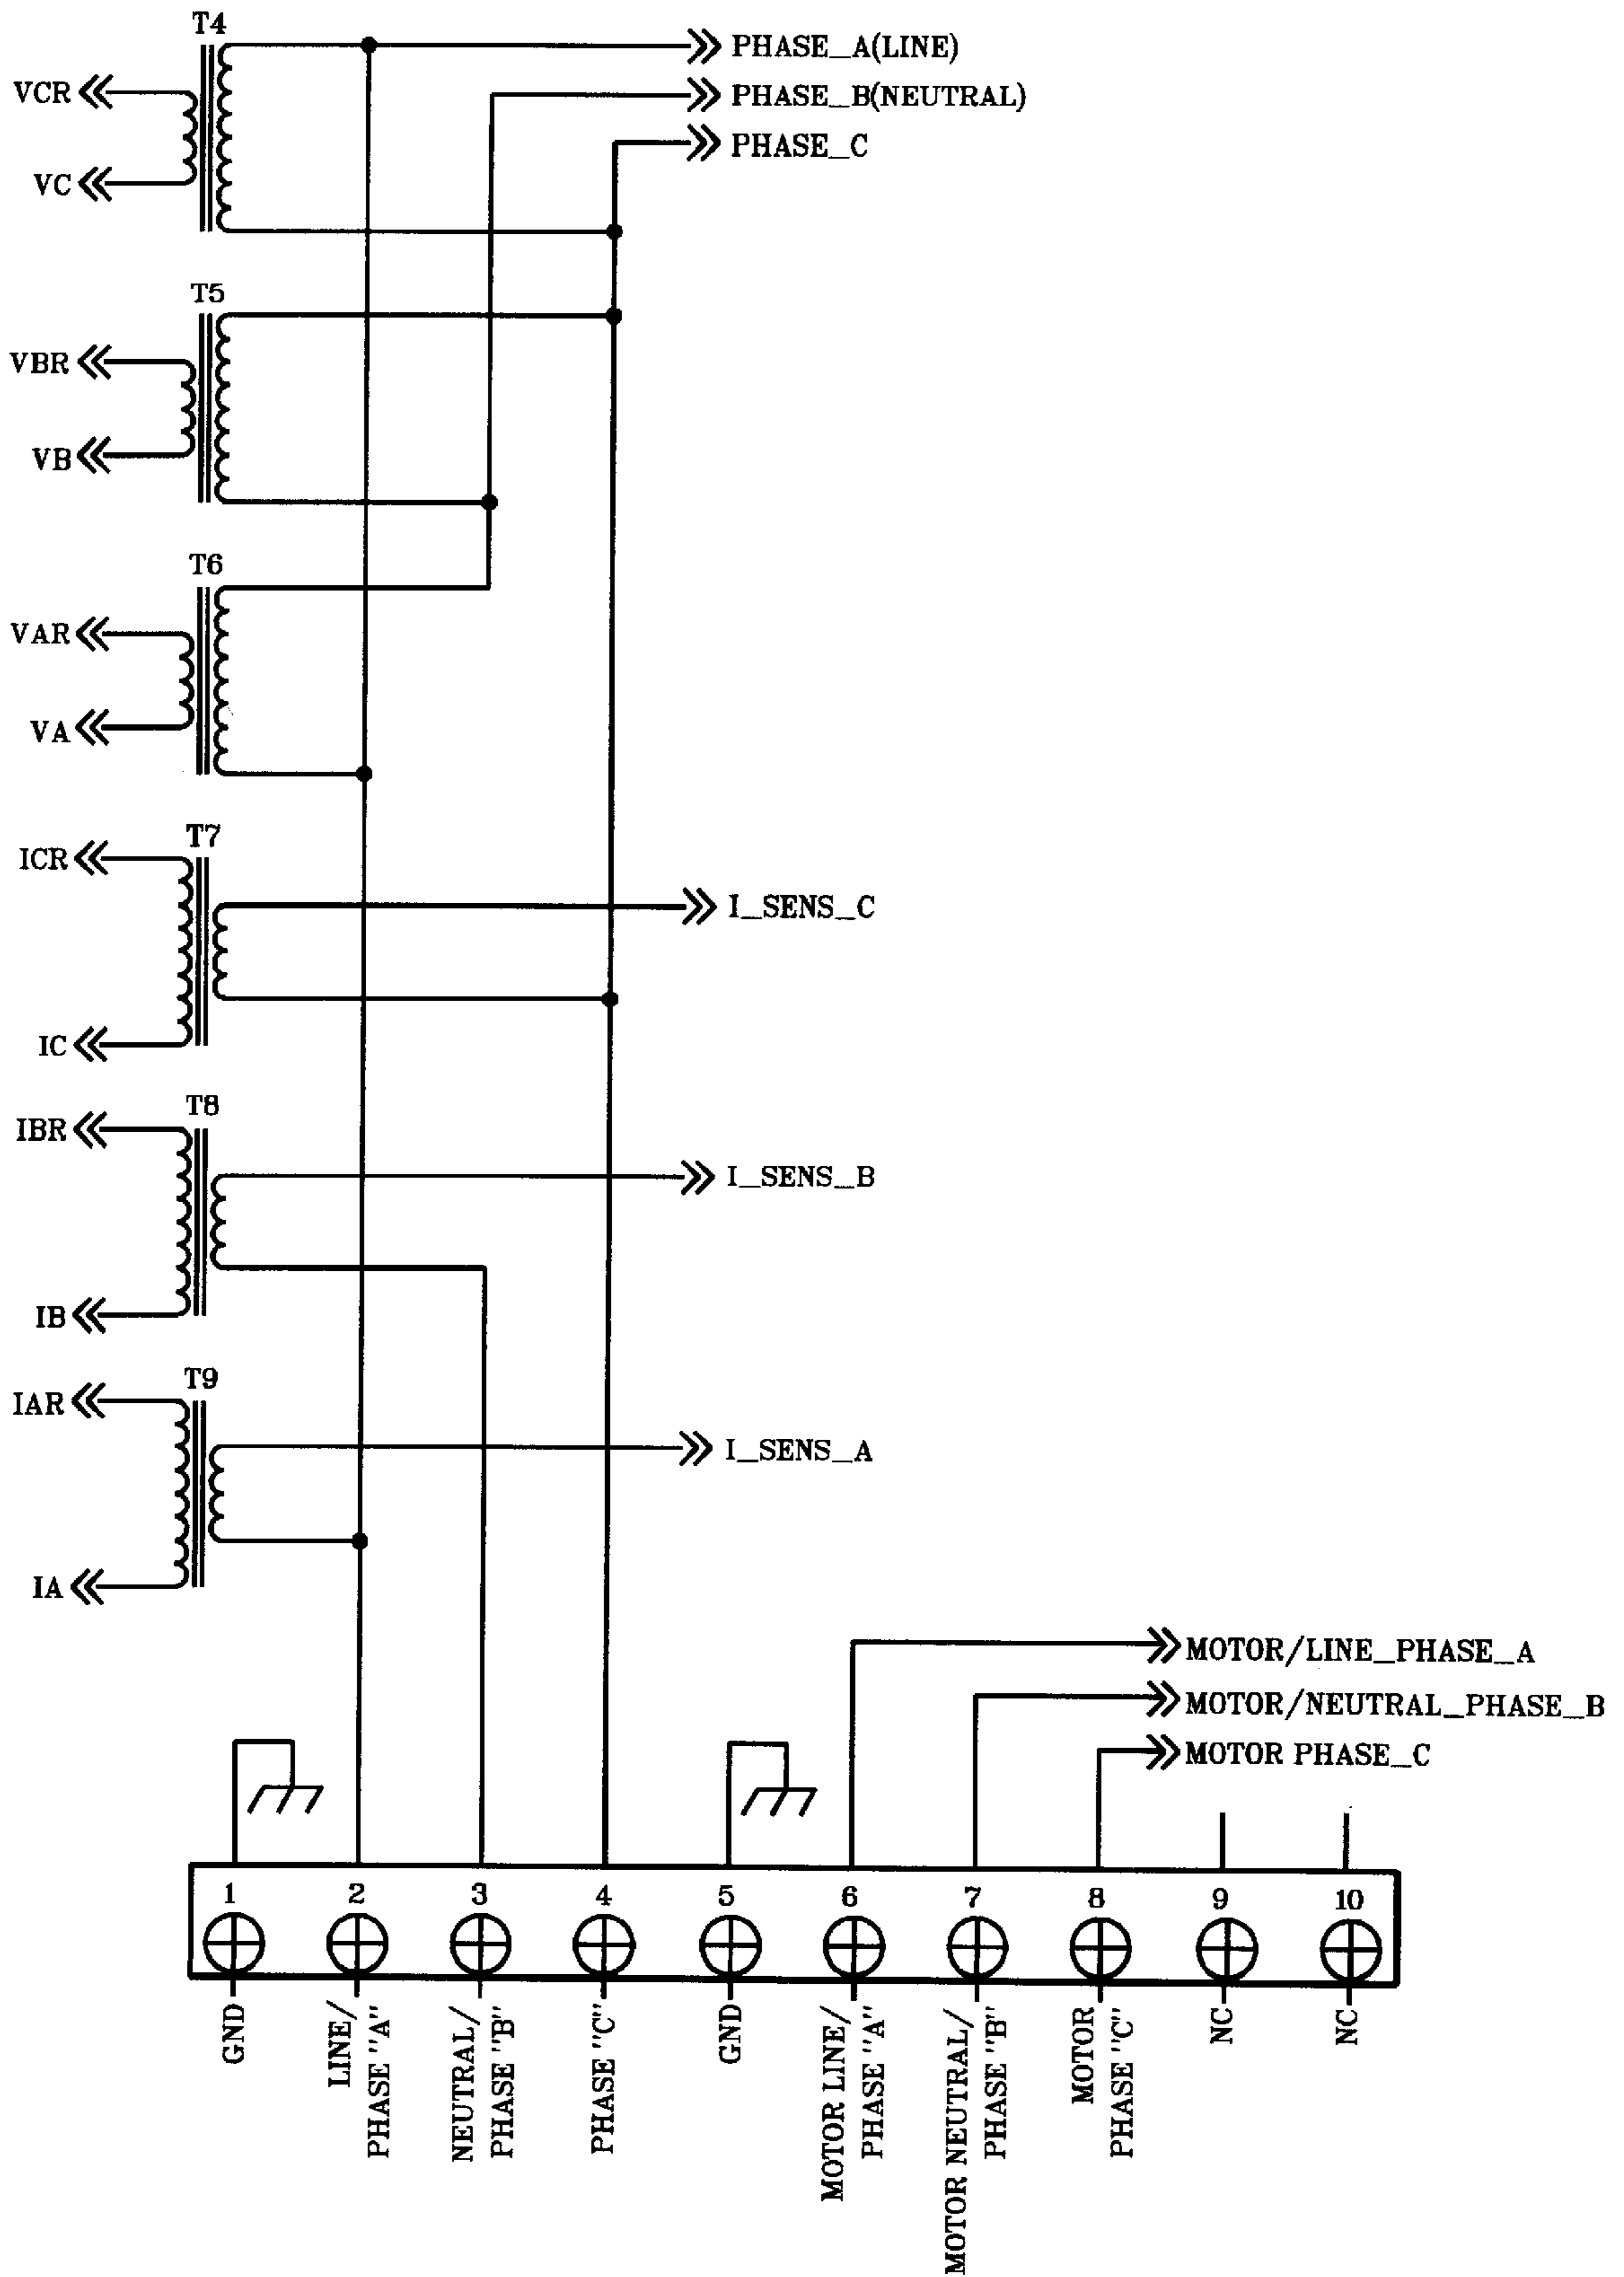 T4
PHASE_A(LINE)
VCR
PHASE_B(NEUTRAL)
PHASE_C
VC
T5
VBR
VB
T6
VAR
VA
T7
ICR
I_SENS_C
IC
T8
IBR
I_SENS_B
IB
T9
IAR
I_SENS_A
IA
MOTOR/LINE_PHASE_A
MOTOR/NEUTRAL_PHASE_B
MOTOR PHASE_C
1 2 3 4 5 6 7 8 9 10
GND
LINE/
PHASE "A"
NEUTRAL/
PHASE "B"
PHASE "C"
GND
MOTOR LINE/
PHASE "A"
MOTOR NEUTRAL/
PHASE "B"
MOTOR
PHASE "C"
NC
NC